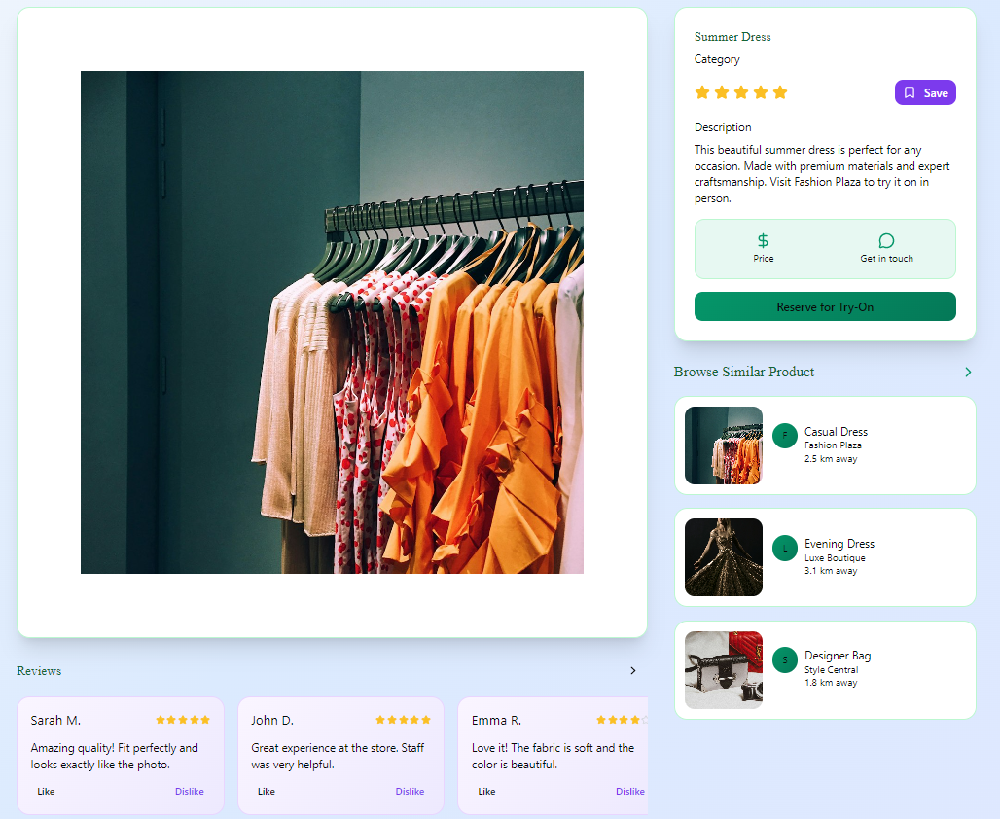 Summer Dress
Category
Save
Description
This beautiful summer dress is perfect for any
occasion. Made with premium materials and expert
craftsmanship. Visit Fashion Plaza to try it on in
person.
Price
Get in touch
Reserve for Try-On
Browse Similar Product
F
Casual Dress
Fashion Plaza
2.5 km away
L
Evening Dress
Luxe Boutique
3.1 km away
S
Designer Bag
Style Central
1.8 km away
Reviews
Sarah M.
Amazing quality! Fit perfectly and
looks exactly like the photo.
Like
Dislike
John D.
Great experience at the store. Staff
was very helpful.
Like
Dislike
Emma R.
Love it! The fabric is soft and the
color is beautiful.
Like
Dislike